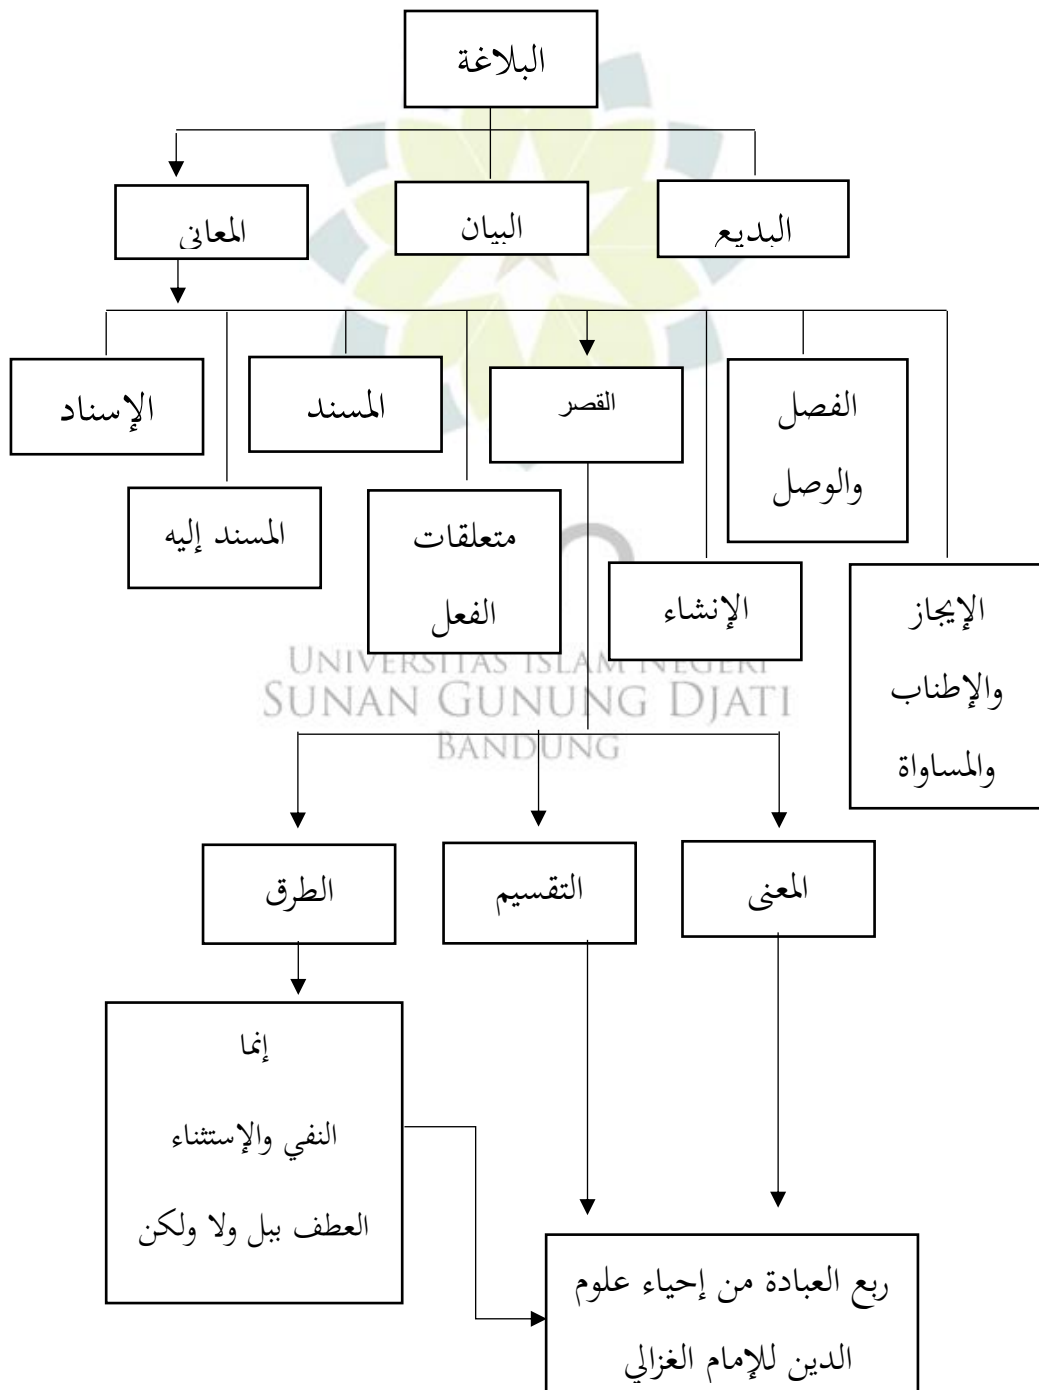 البلاغة
البديع
البيان
المعاني
الفصل
والوصل
القصر
المسند
الإسناد
الإيجاز
والإطناب
والمساواة
الإنشاء
متعلقات
الفعل
المسند إليه
UNIVERSITAS ISLAM NEGERI
SUNAN GUNUNG DJATI
BANDUNG
المعنى
التقسيم
الطرق
إنما
النفي والإستثناء
العطف ببل ولا ولكن
ربع العبادة من إحياء علوم
الدين للإمام الغزالي